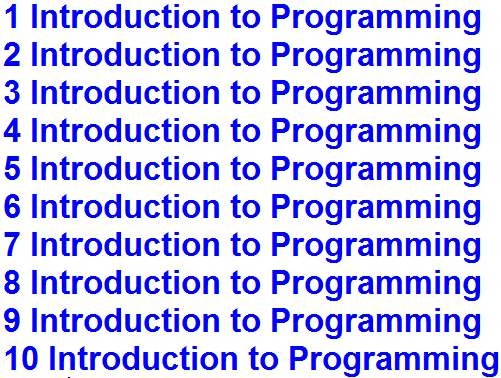 1 Introduction to Programming
2 Introduction to Programming
3 Introduction to Programming
4 Introduction to Programming
5 Introduction to Programming
6 Introduction to Programming
7 Introduction to Programming
8 Introduction to Programming
9 Introduction to Programming
10 Introduction to Programming